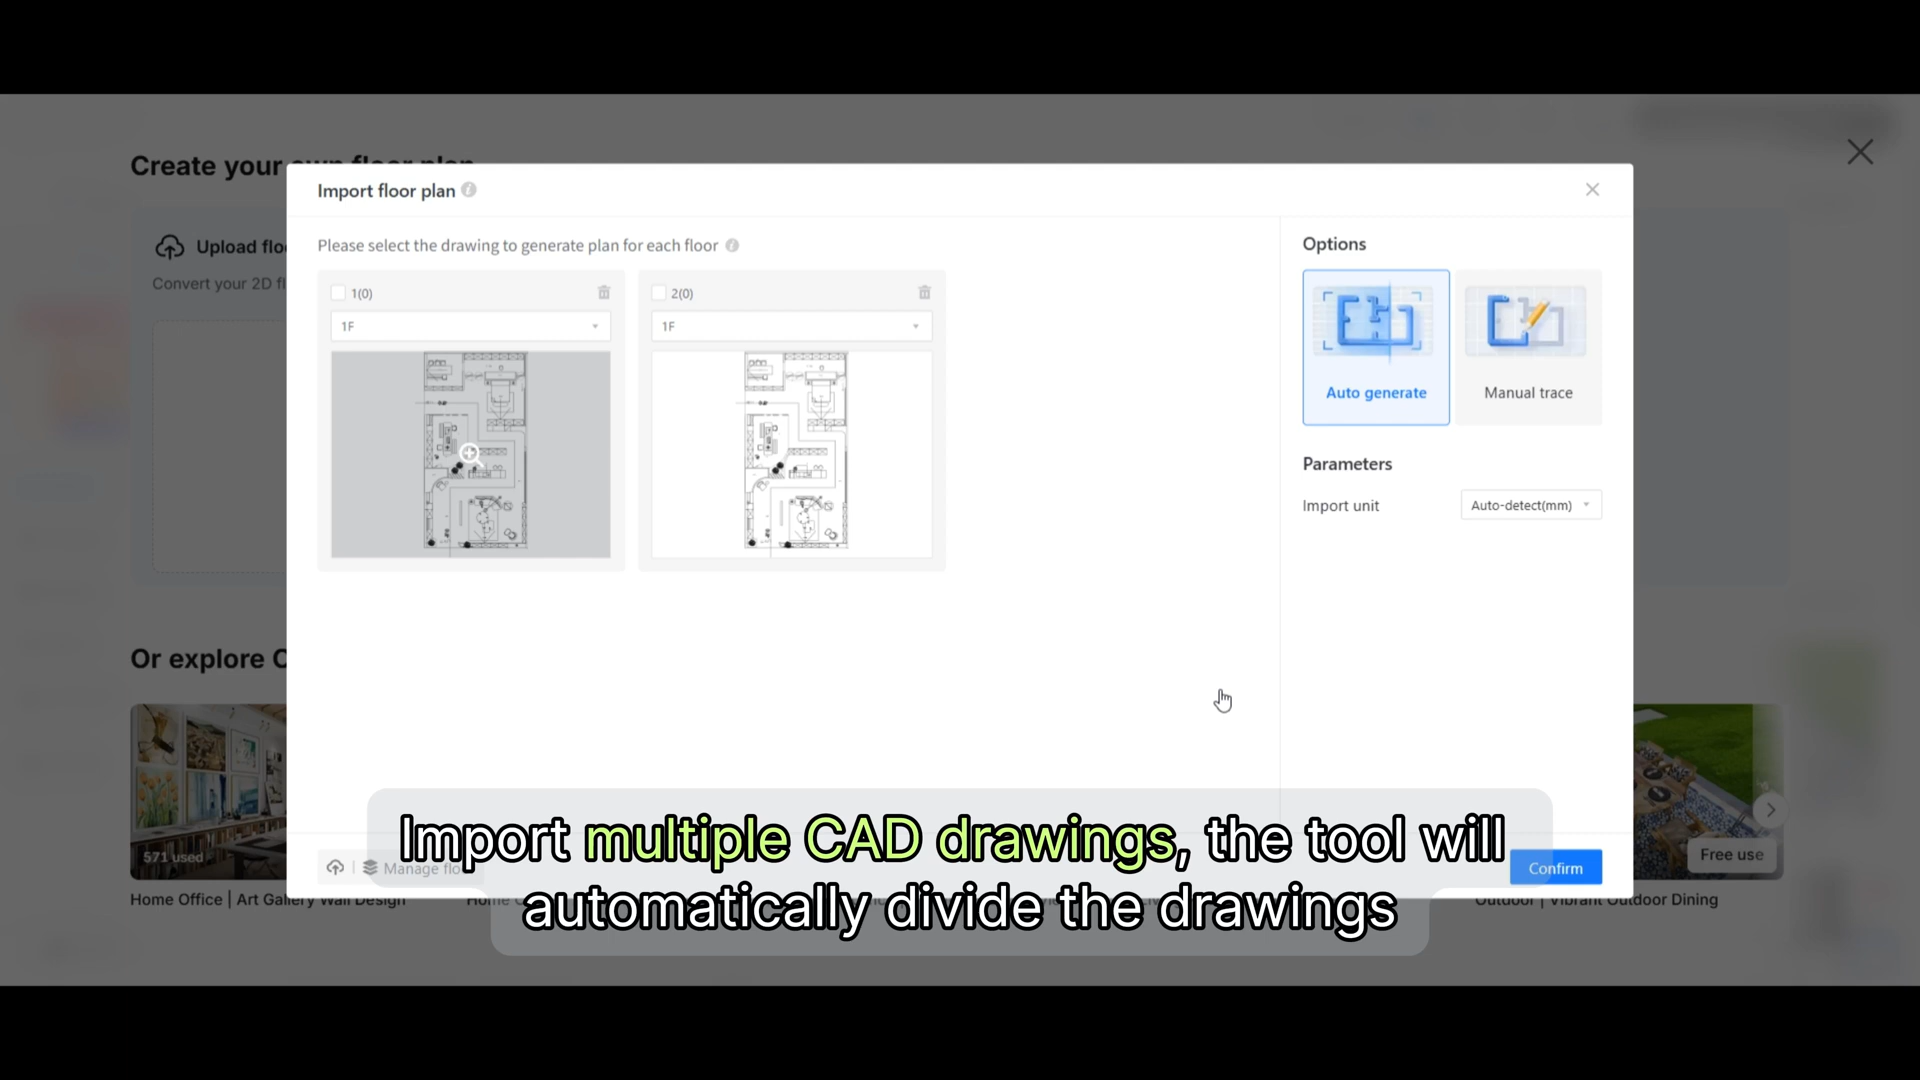 Create your own floor plan
Import floor plan
Upload flo
Convert your 2D fl
Please select the drawing to generate plan for each floor
1(0)
1F
2(0)
1F
Options
Auto generate
Manual trace
Parameters
Import unit
Auto-detect(mm)
Or explore C
571 used
Home Office | Art Gallery Wall Design
Free use
Outdoor | Vibrant Outdoor Dining
Manage flo
Confirm
Import multiple CAD drawings, the tool will
automatically divide the drawings